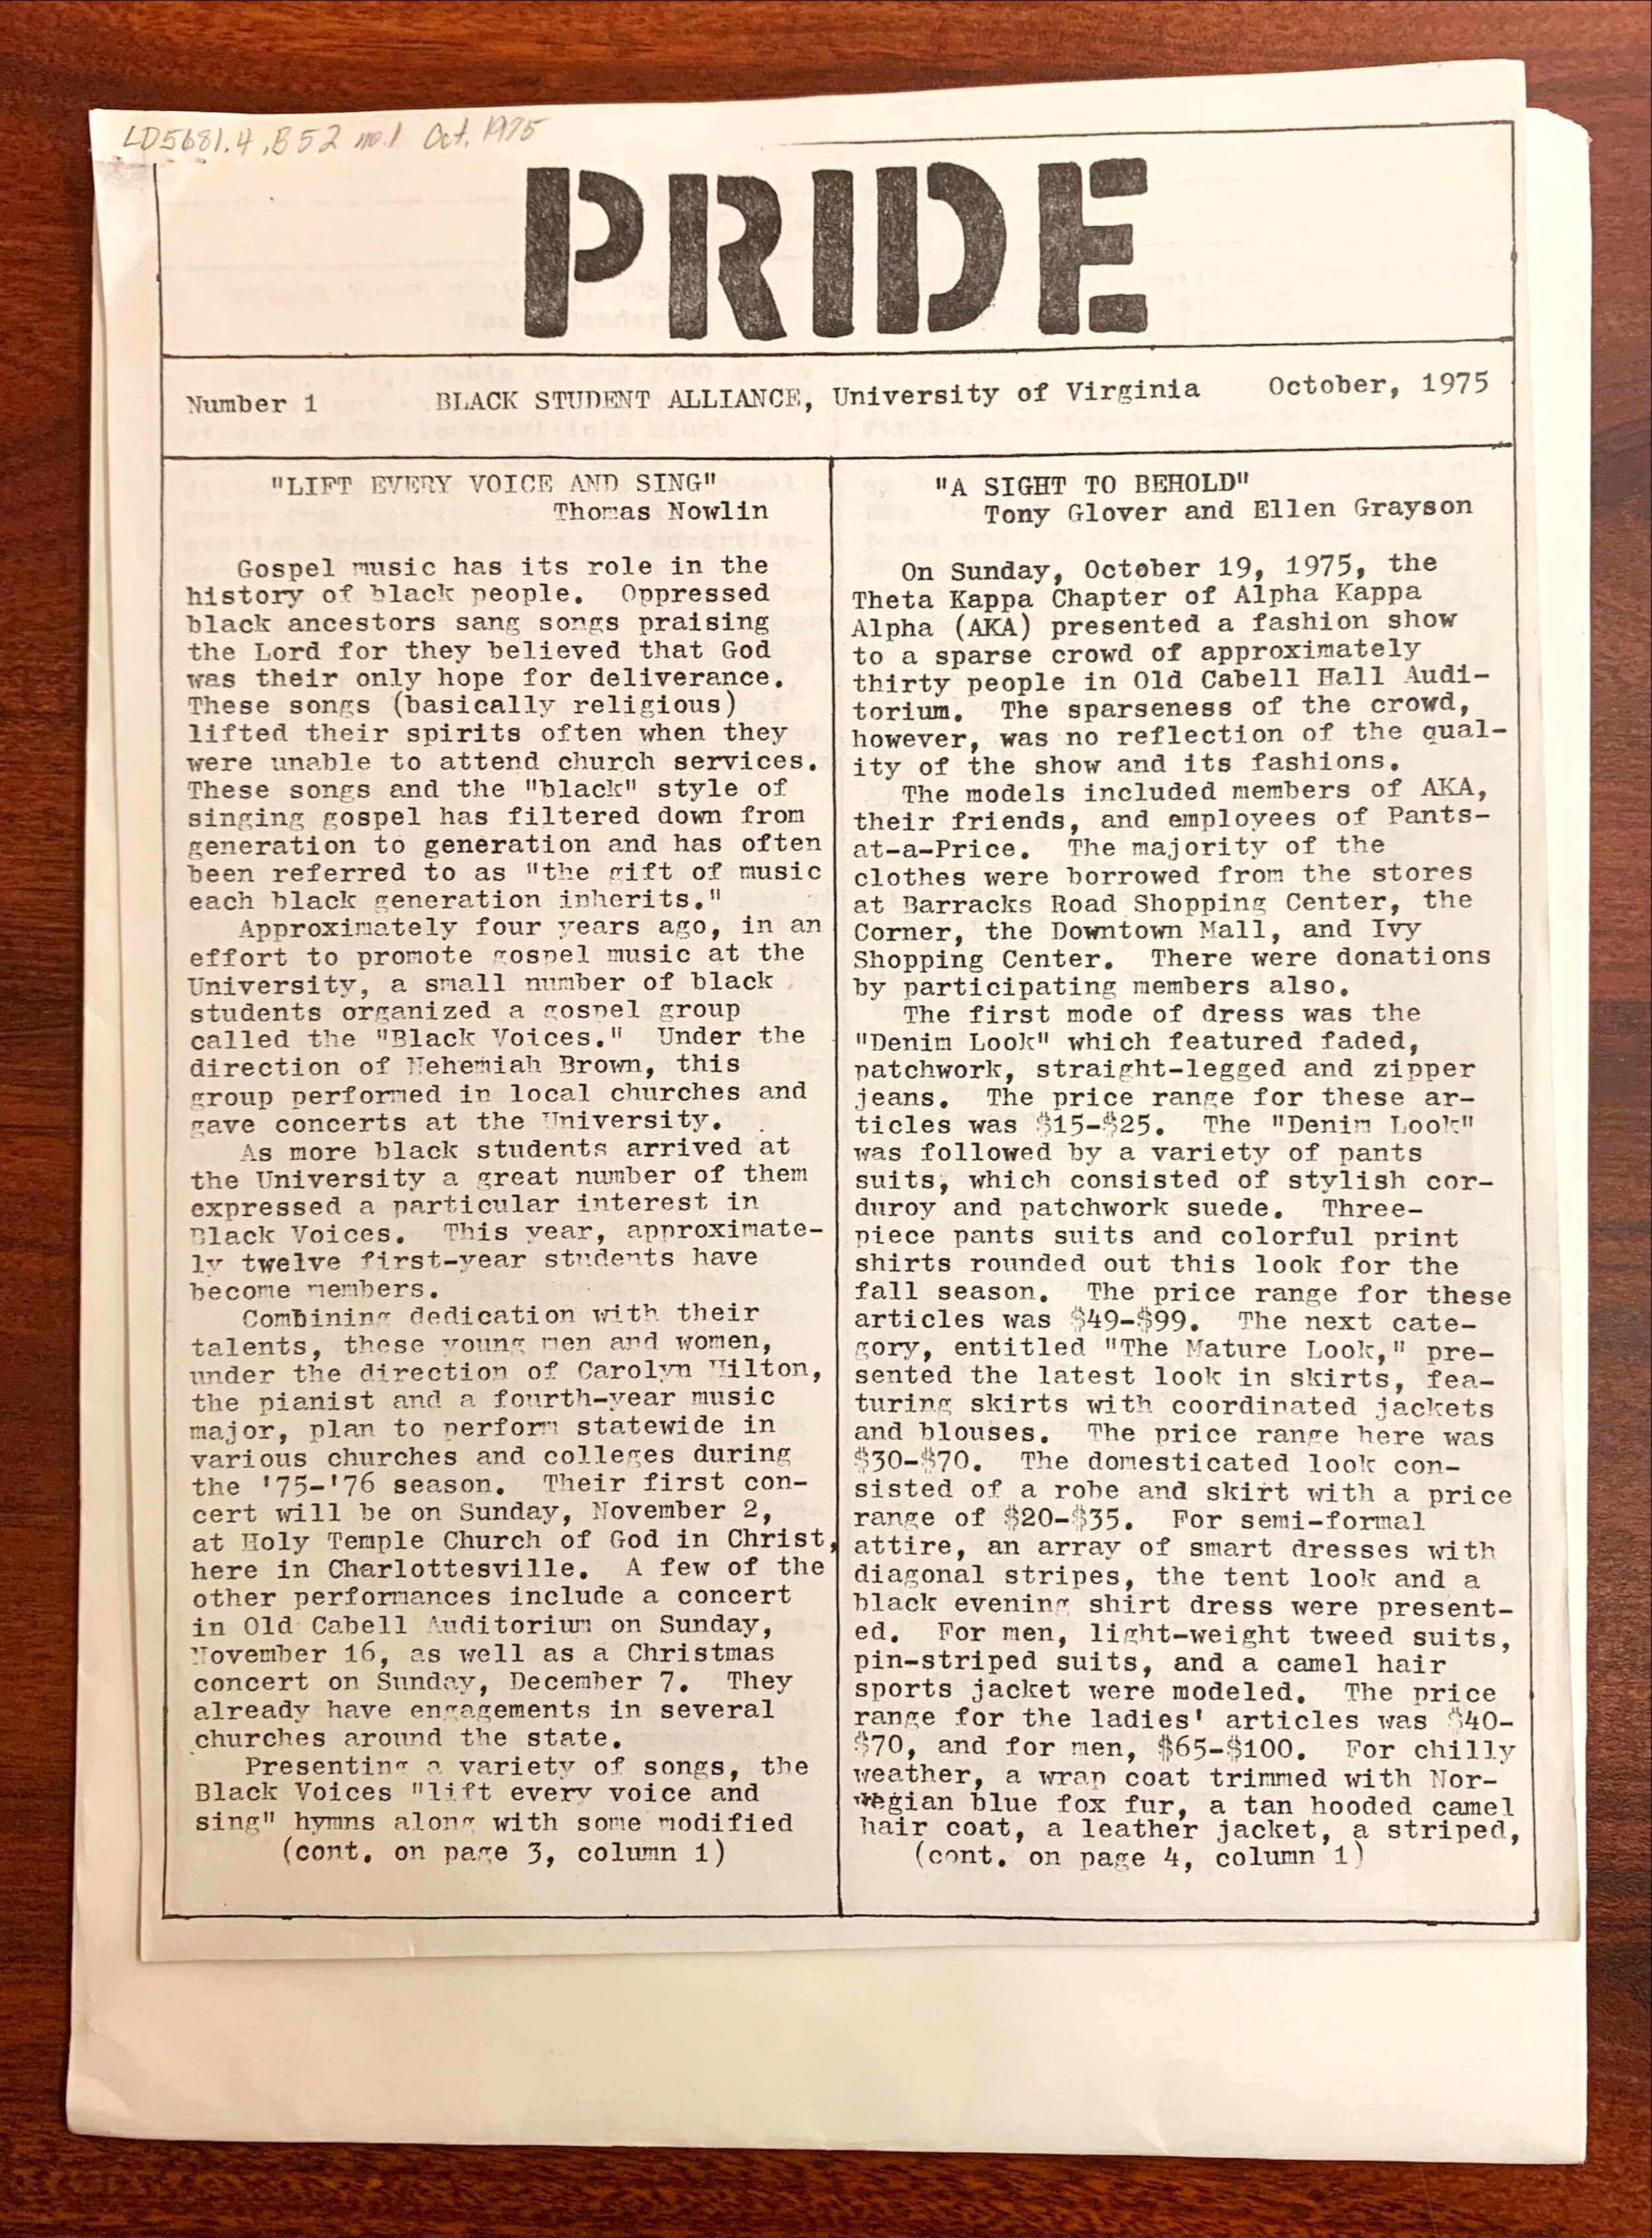 LD5681.4 .B52 no.1 Oct. 1975
PRIDE
Number 1 BLACK STUDENT ALLIANCE, University of Virginia October, 1975
"LIFT EVERY VOICE AND SING"
Thomas Nowlin
Gospel music has its role in the
history of black people. Oppressed
black ancestors sang songs praising
the Lord for they believed that God
was their only hope for deliverance.
These songs (basically religious)
lifted their spirits often when they
were unable to attend church services.
These songs and the "black" style of
singing gospel has filtered down from
generation to generation and has often
been referred to as "the gift of music
each black generation inherits."
Approximately four years ago, in an
effort to promote gospel music at the
University, a small number of black
students organized a gospel group
called the "Black Voices." Under the
direction of Nehemiah Brown, this
group performed in local churches and
gave concerts at the University.
As more black students arrived at
the University a great number of them
expressed a particular interest in
Black Voices. This year, approximate-
ly twelve first-year students have
become members.
Combining dedication with their
talents, these young men and women,
under the direction of Carolyn Hilton,
the pianist and a fourth-year music
major, plan to perform statewide in
various churches and colleges during
the '75-'76 season. Their first con-
cert will be on Sunday, November 2,
at Holy Temple Church of God in Christ,
here in Charlottesville. A few of the
other performances include a concert
in Old Cabell Auditorium on Sunday,
November 16, as well as a Christmas
concert on Sunday, December 7. They
already have engagements in several
churches around the state.
Presenting a variety of songs, the
Black Voices "lift every voice and
sing" hymns along with some modified
(cont. on page 3, column 1)
"A SIGHT TO BEHOLD"
Tony Glover and Ellen Grayson
On Sunday, October 19, 1975, the
Theta Kappa Chapter of Alpha Kappa
Alpha (AKA) presented a fashion show
to a sparse crowd of approximately
thirty people in Old Cabell Hall Audi-
torium. The sparseness of the crowd,
however, was no reflection of the qual-
ity of the show and its fashions.
The models included members of AKA,
their friends, and employees of Pants-
at-a-Price. The majority of the
clothes were borrowed from the stores
at Barracks Road Shopping Center, the
Corner, the Downtown Mall, and Ivy
Shopping Center. There were donations
by participating members also.
The first mode of dress was the
"Denim Look" which featured faded,
patchwork, straight-legged and zipper
jeans. The price range for these ar-
ticles was $15-$25. The "Denim Look"
was followed by a variety of pants
suits, which consisted of stylish cor-
duroy and patchwork suede. Three-
piece pants suits and colorful print
shirts rounded out this look for the
fall season. The price range for these
articles was $49-$99. The next cate-
gory, entitled "The Mature Look," pre-
sented the latest look in skirts, fea-
turing skirts with coordinated jackets
and blouses. The price range here was
$30-$70. The domesticated look con-
sisted of a robe and skirt with a price
range of $20-$35. For semi-formal
attire, an array of smart dresses with
diagonal stripes, the tent look and a
black evening shirt dress were present-
ed. For men, light-weight tweed suits,
pin-striped suits, and a camel hair
sports jacket were modeled. The price
range for the ladies' articles was $40-
$70, and for men, $65-$100. For chilly
weather, a wrap coat trimmed with Nor-
wegian blue fox fur, a tan hooded camel
hair coat, a leather jacket, a striped,
(cont. on page 4, column 1)